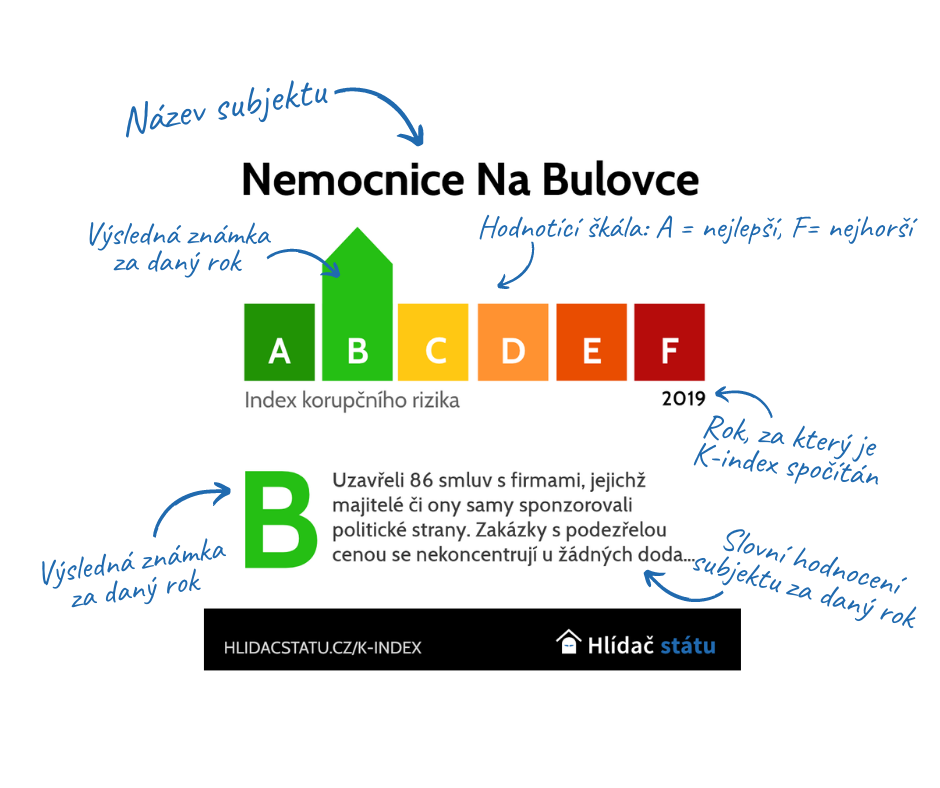 Název subjektu
Nemocnice Na Bulovce
Výsledná známka
za daný rok
Hodnotící škála: A = nejlepší, F= nejhorší
A B C D E F
Index korupčního rizika
2019
Rok, za který je
K-index spočítán
B
Uzavřeli 86 smluv s firmami, jejichž
majitelé či ony samy sponzorovali
politické strany. Zakázky s podezřelou
cenou se nekoncentrují u žádných doda...
Výsledná známka
za daný rok
Slovní hodnocení
subjektu za daný rok
HLIDACSTATU.CZ/K-INDEX
Hlídač státu